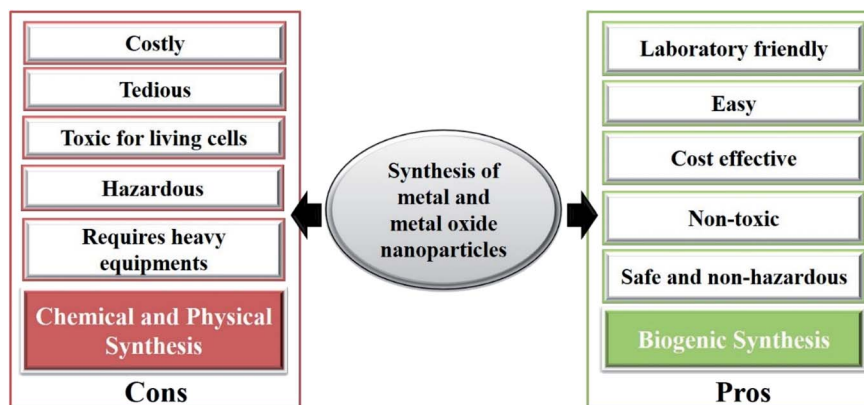 Costly
Tedious
Toxic for living cells
Hazardous
Requires heavy
equipments
Chemical and Physical
Synthesis
Cons
Synthesis of
metal and
metal oxide
nanoparticles
Laboratory friendly
Easy
Cost effective
Non-toxic
Safe and non-hazardous
Biogenic Synthesis
Pros